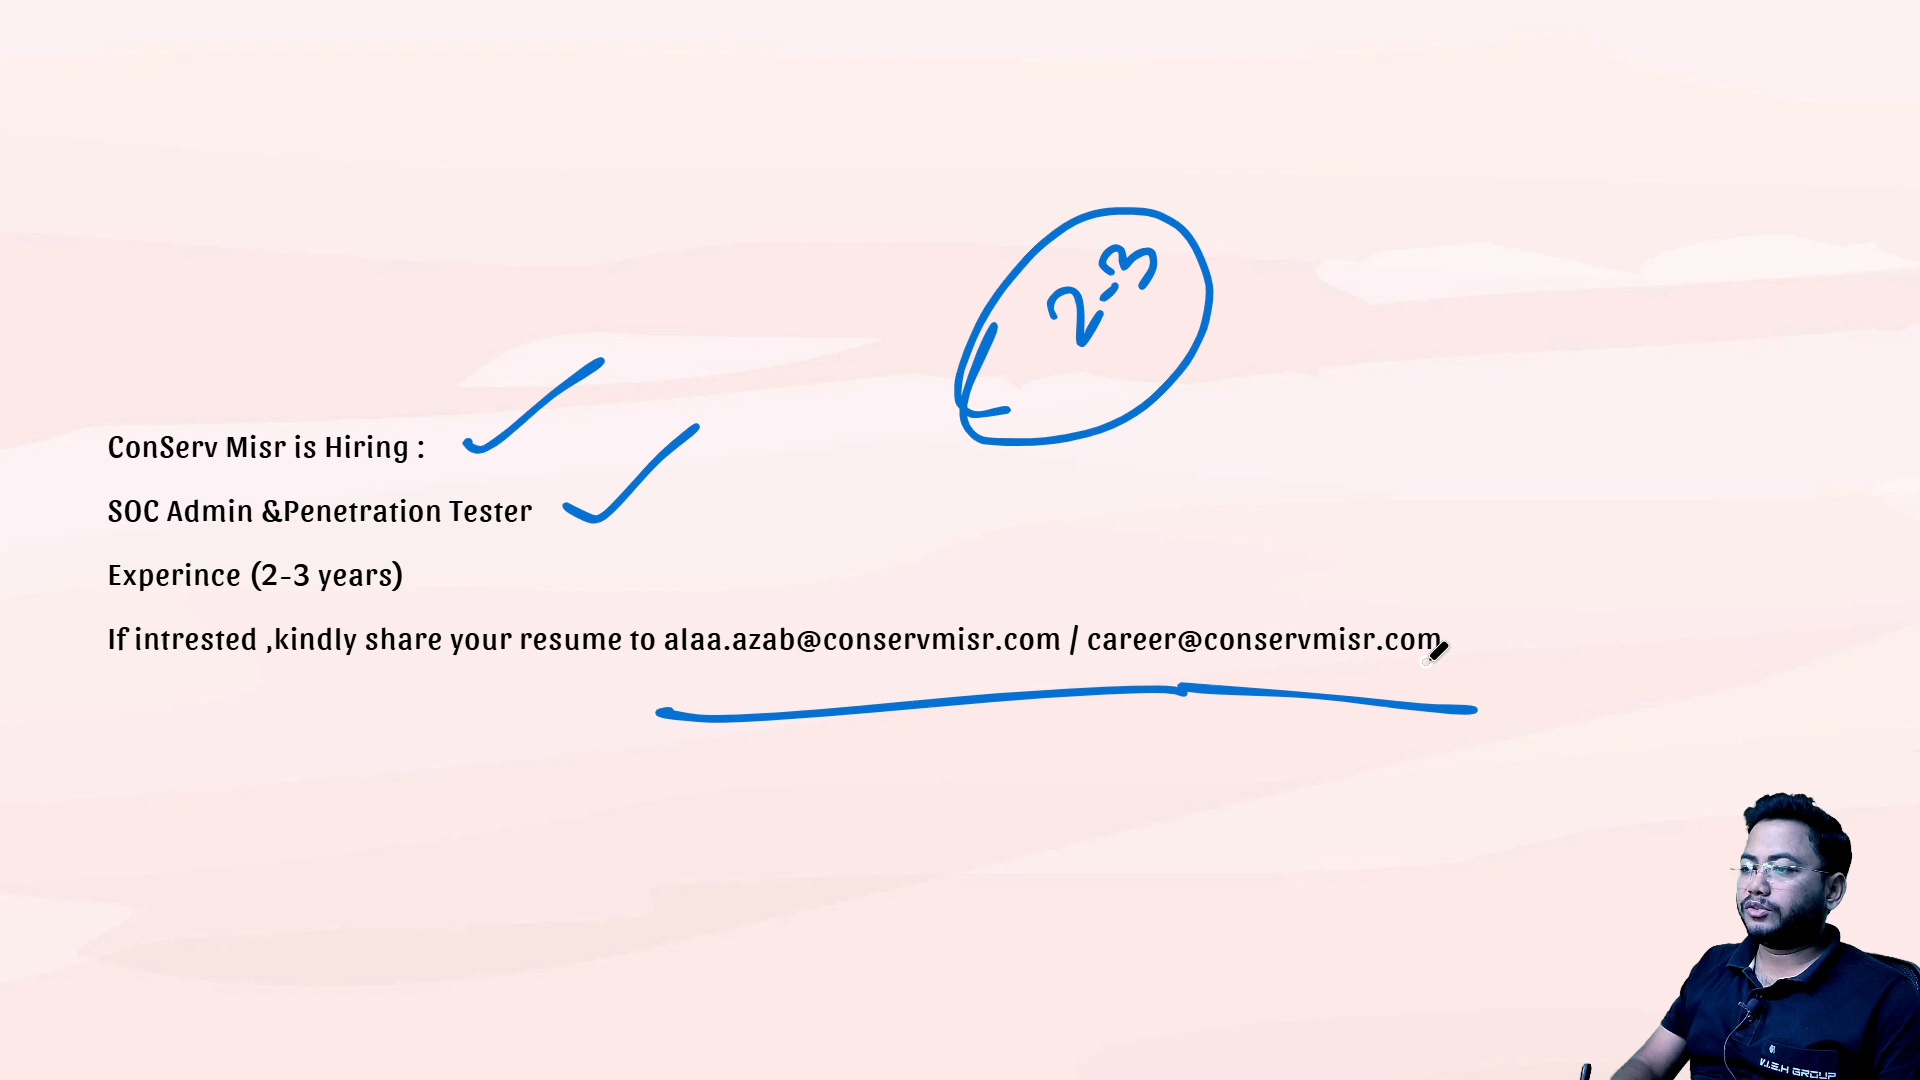 2-3
ConServ Misr is Hiring :
SOC Admin &Penetration Tester
Experince (2-3 years)
If intrested ,kindly share your resume to alaa.azab@conservmisr.com / career@conservmisr.com
V.I.E.H GROUP